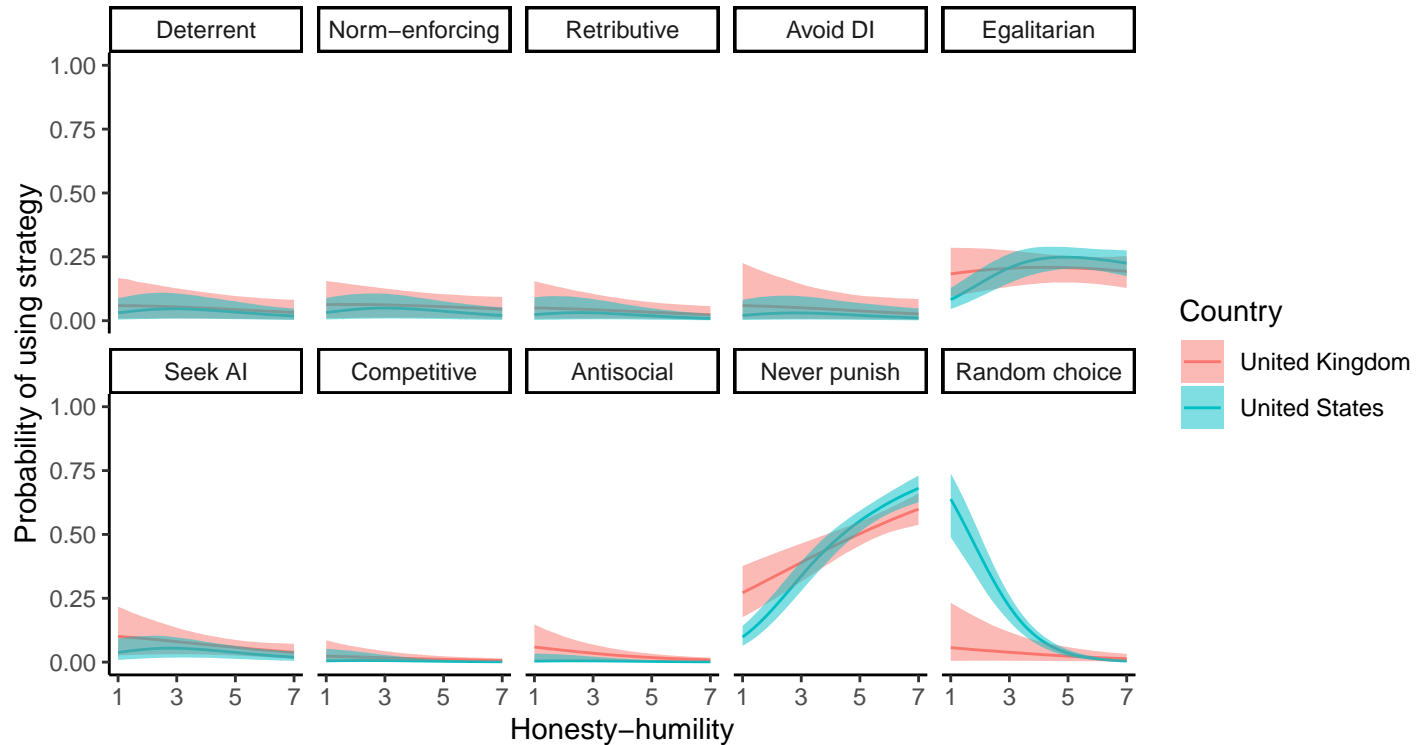 Deterrent Norm−enforcing Retributive Avoid DI Egalitarian
1.00
0.75
0.50
0.25
0.00
Seek AI Competitive Antisocial Never punish Random choice
1.00
0.75
0.50
0.25
0.00
1 3 5 7 1 3 5 7 1 3 5 7 1 3 5 7 1 3 5 7
Honesty−humility
Probability of using strategy
Country
United Kingdom
United States